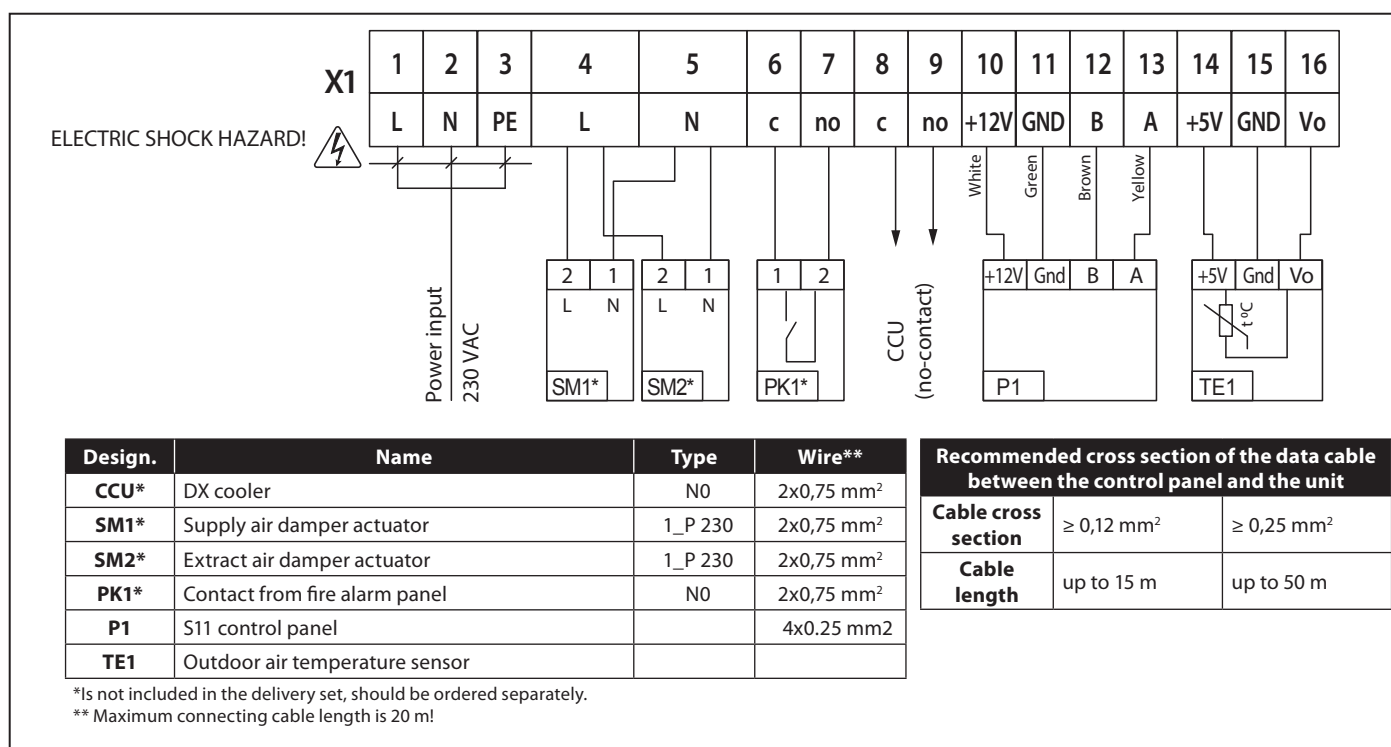 X1
1 2 3 4 5 6 7 8 9 10 11 12 13 14 15 16
L N PE L N c no c no +12V GND B A +5V GND Vo
ELECTRIC SHOCK HAZARD!
White
Green
Brown
Yellow
Power input
230 VAC
2 1
L N
SM1*
2 1
L N
SM2*
1 2
PK1*
CCU
(no-contact)
+12V Gnd B A
P1
+5V Gnd Vo
t ºC
TE1
Design. Name Type Wire**
CCU* DX cooler N0 2x0,75 mm²
SM1* Supply air damper actuator 1_P 230 2x0,75 mm²
SM2* Extract air damper actuator 1_P 230 2x0,75 mm²
PK1* Contact from fire alarm panel N0 2x0,75 mm²
P1 S11 control panel 4x0.25 mm2
TE1 Outdoor air temperature sensor
*Is not included in the delivery set, should be ordered separately.
** Maximum connecting cable length is 20 m!
Recommended cross section of the data cable
between the control panel and the unit
Cable cross
section
≥ 0,12 mm² ≥ 0,25 mm²
Cable
length
up to 15 m up to 50 m